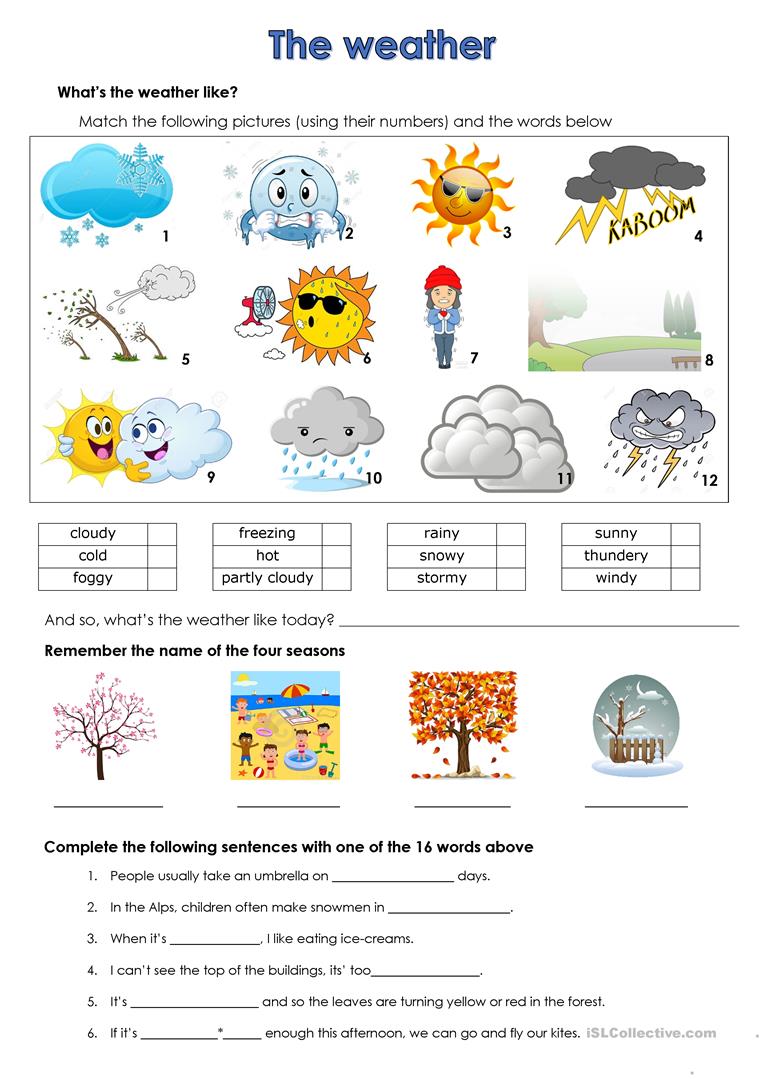 The weather
What's the weather like?
Match the following pictures (using their numbers) and the words below
1
2
3
KABOOM
4
5
6
7
8
9
10
11
12
cloudy
cold
foggy
freezing
hot
partly cloudy
rainy
snowy
stormy
sunny
thundery
windy
And so, what's the weather like today? ______________________________
Remember the name of the four seasons
Complete the following sentences with one of the 16 words above
1. People usually take an umbrella on _________________ days.
2. In the Alps, children often make snowmen in _________________.
3. When it's _____________, I like eating ice-creams.
4. I can't see the top of the buildings, its' too________________.
5. It's __________________ and so the leaves are turning yellow or red in the forest.
6. If it's ___________*______ enough this afternoon, we can go and fly our kites. iSLCollective.com